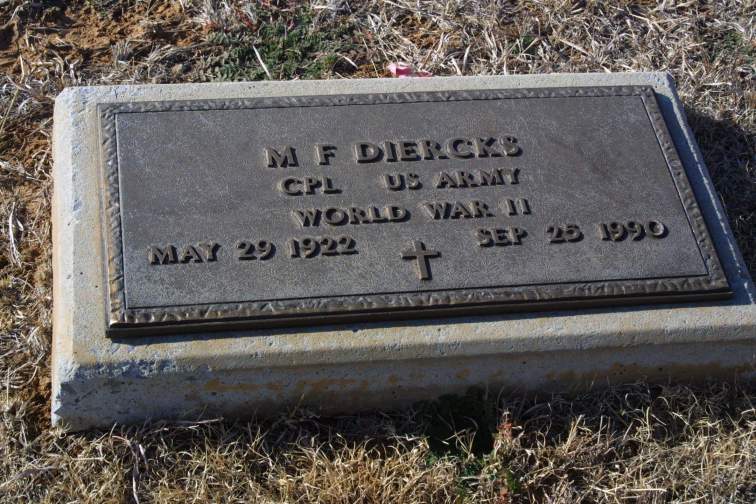 M F DIERCKS
CPL US ARMY
WORLD WAR II
MAY 29 1922 SEP 25 1990